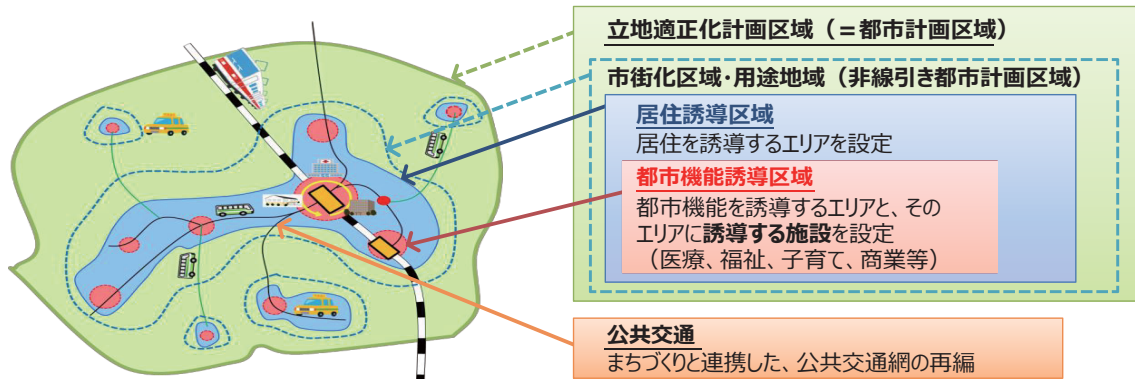 立地適正化計画区域（＝都市計画区域）
市街化区域・用途地域（非線引き都市計画区域）
居住誘導区域
居住を誘導するエリアを設定
都市機能誘導区域
都市機能を誘導するエリアと、その
エリアに誘導する施設を設定
（医療、福祉、子育て、商業等）
公共交通
まちづくりと連携した、公共交通網の再編